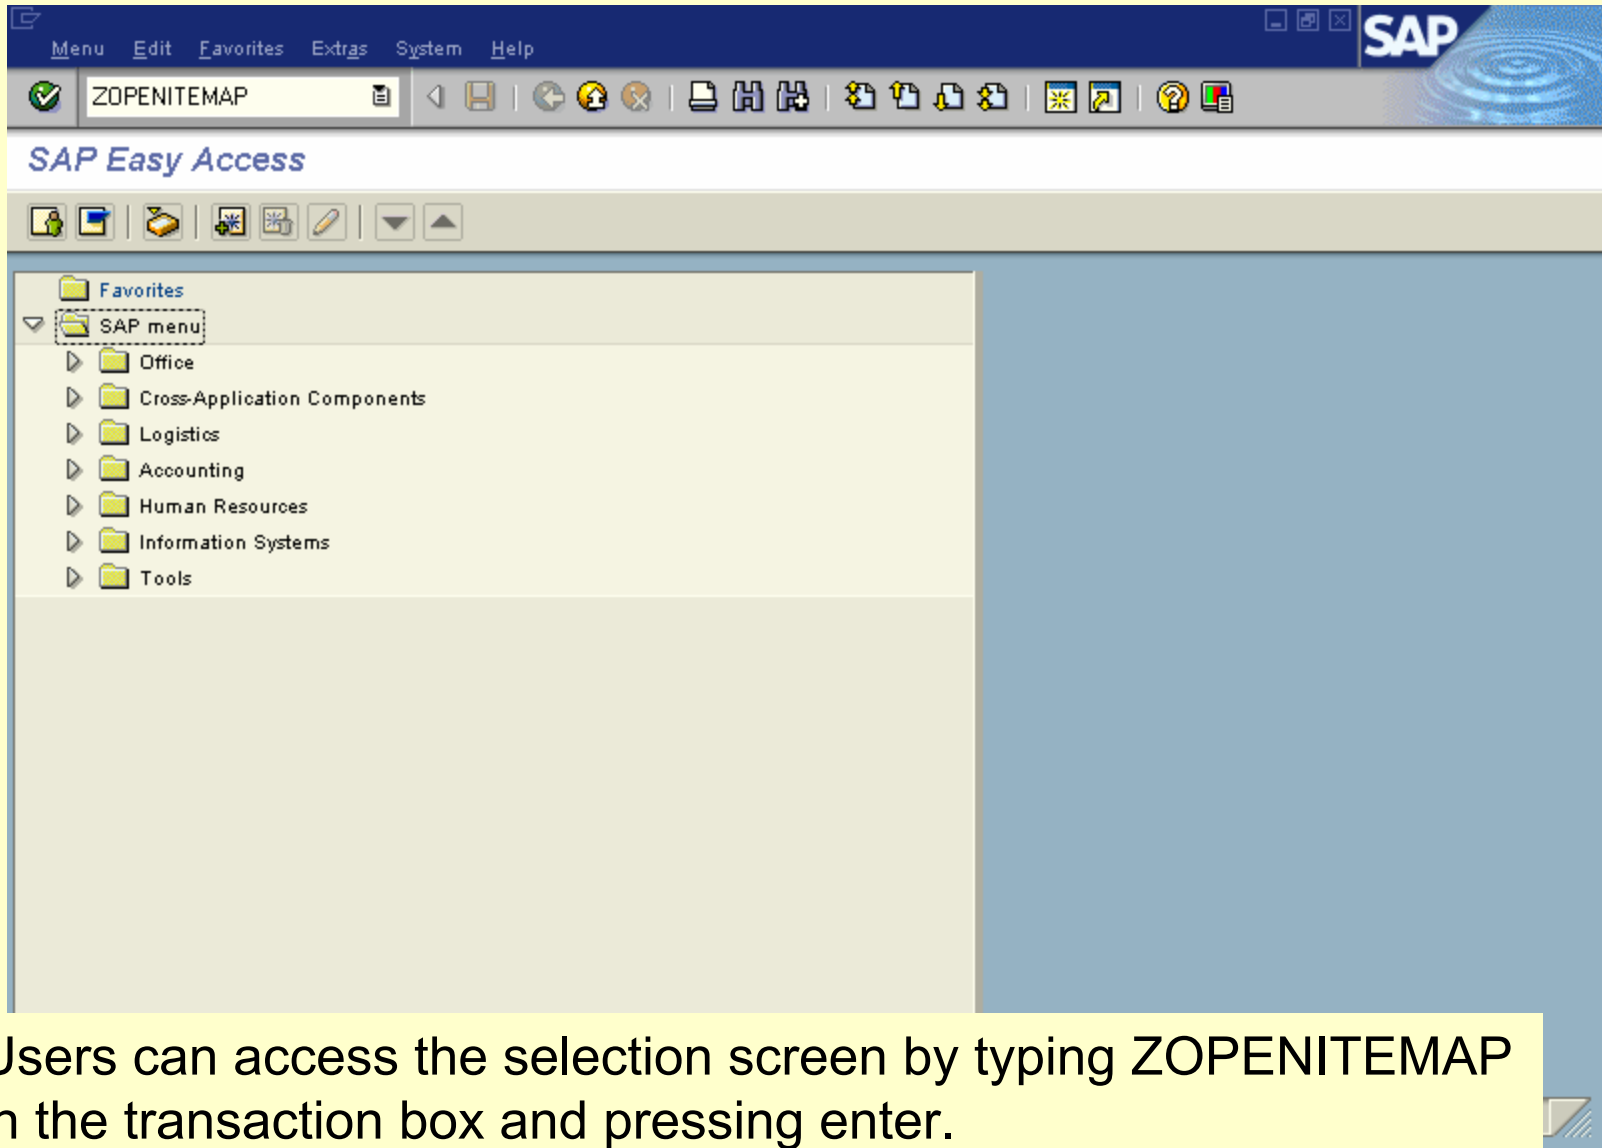 SAP
Menu Edit Favorites Extras System Help
ZOPENITEMAP
SAP Easy Access
Favorites
SAP menu
Office
Cross-Application Components
Logistics
Accounting
Human Resources
Information Systems
Tools
Users can access the selection screen by typing ZOPENITEMAP
n the transaction box and pressing enter.